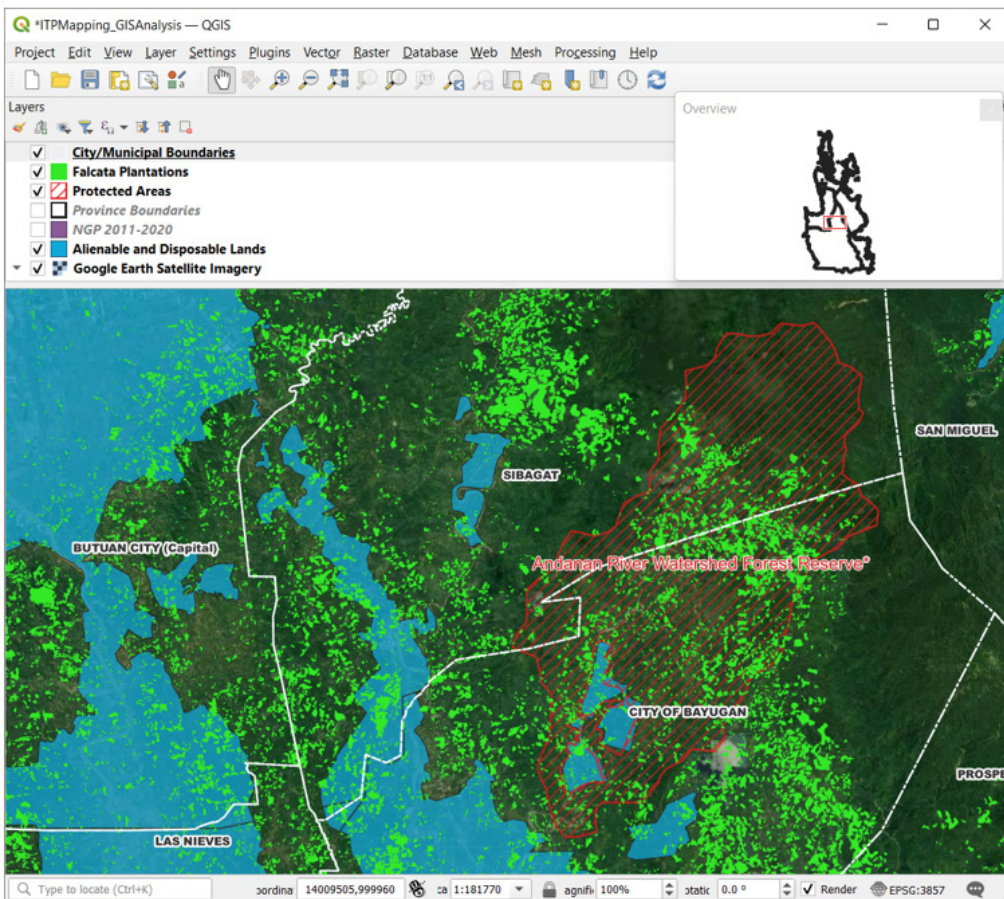 *ITPMapping_GISAnalysis — QGIS
Project Edit View Layer Settings Plugins Vector Raster Database Web Mesh Processing Help
Layers
Overview
City/Municipal Boundaries
Falcata Plantations
Protected Areas
Province Boundaries
NGP 2011-2020
Alienable and Disposable Lands
Google Earth Satellite Imagery
SAN MIGUEL
SIBAGAT
BUTUAN CITY (Capital)
Andanan River Watershed Forest Reserve*
CITY OF BAYUGAN
PROSPE
LAS NIEVES
Type to locate (Ctrl+K) oordina 14009505,999960 ca 1:181770 agnifi 100% otatic 0.0 ° Render EPSG:3857